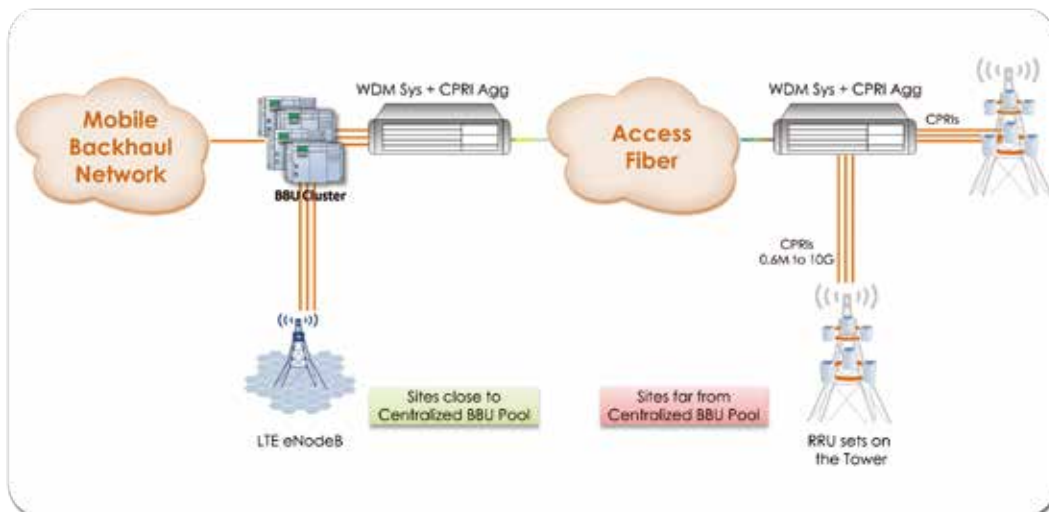 WDM Sys + CPRI Agg
WDM Sys + CPRI Agg
Mobile
Backhaul
Network
Access
Fiber
CPRIs
BBU Cluster
CPRIs
0.6M to 10G
Sites close to
Centralized BBU Pool
Sites far from
Centralized BBU Pool
LTE eNodeB
RRU sets on
the Tower